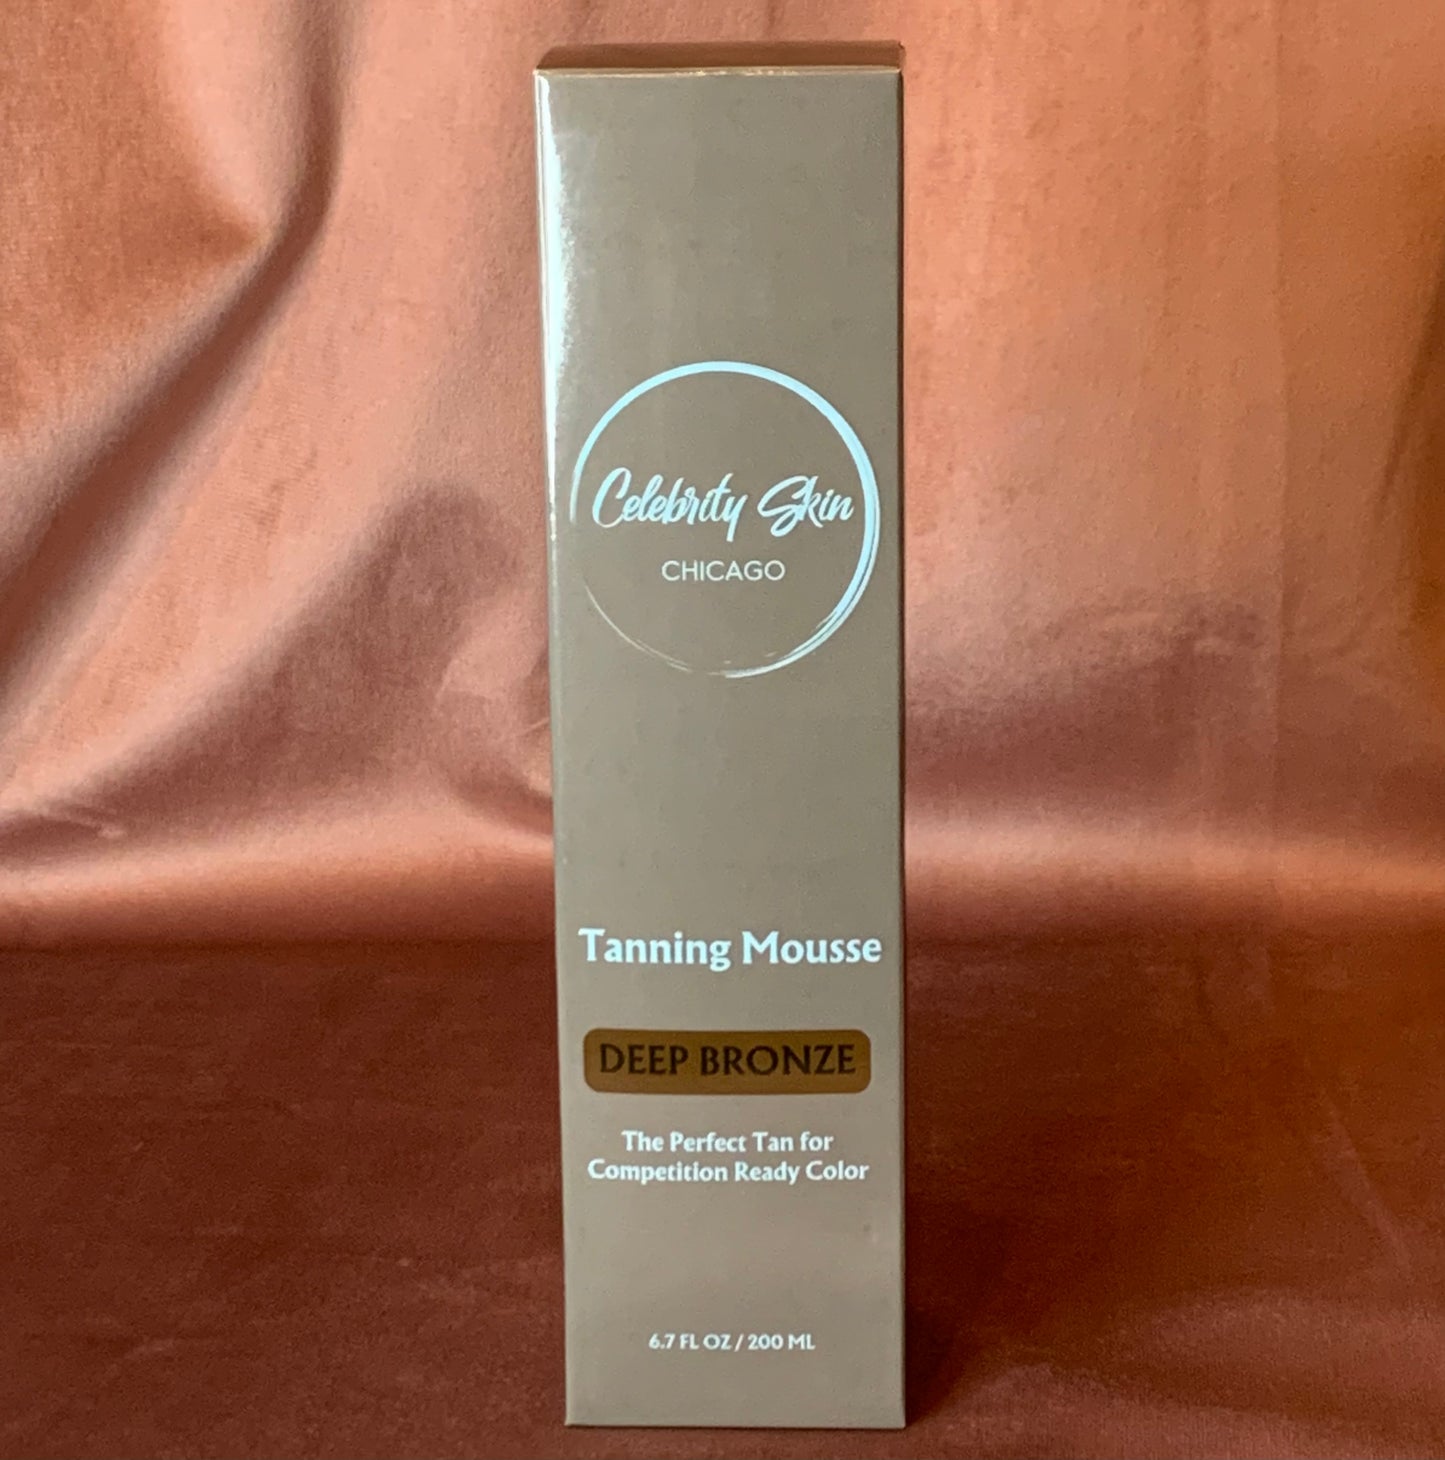 Celebrity Skin
CHICAGO
Tanning Mousse
DEEP BRONZE
The Perfect Tan for
Competition Ready Color
6.7 FL OZ / 200 ML